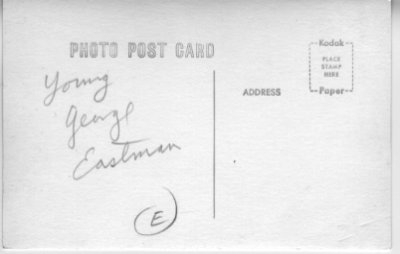 PHOTO POST CARD
Young
George
Eastman
E
ADDRESS
Kodak
PLACE
STAMP
HERE
Paper